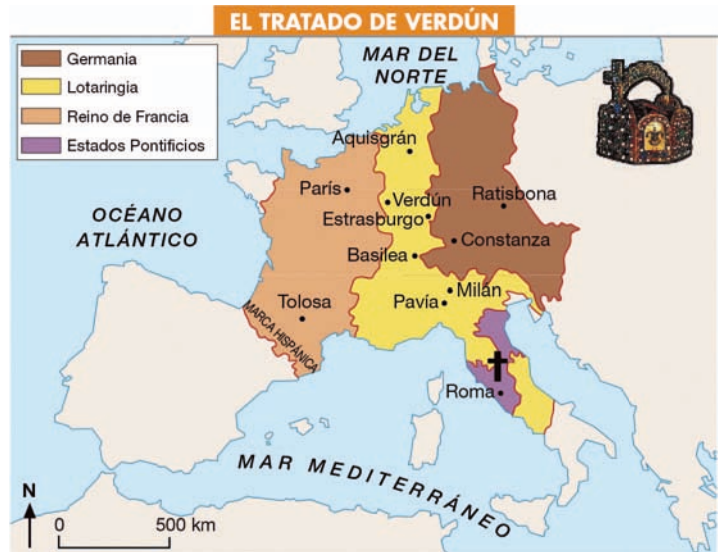 EL TRATADO DE VERDÚN
Germania
Lotaringia
Reino de Francia
Estados Pontificios
MAR DEL
NORTE
Aquisgrán
París
Verdún
Ratisbona
Estrasburgo
OCÉANO
ATLÁNTICO
Constanza
Basilea
Milán
Pavía
Tolosa
MARCA HISPÁNICA
Roma
MAR MEDITERRÁNEO
N
0
500 km